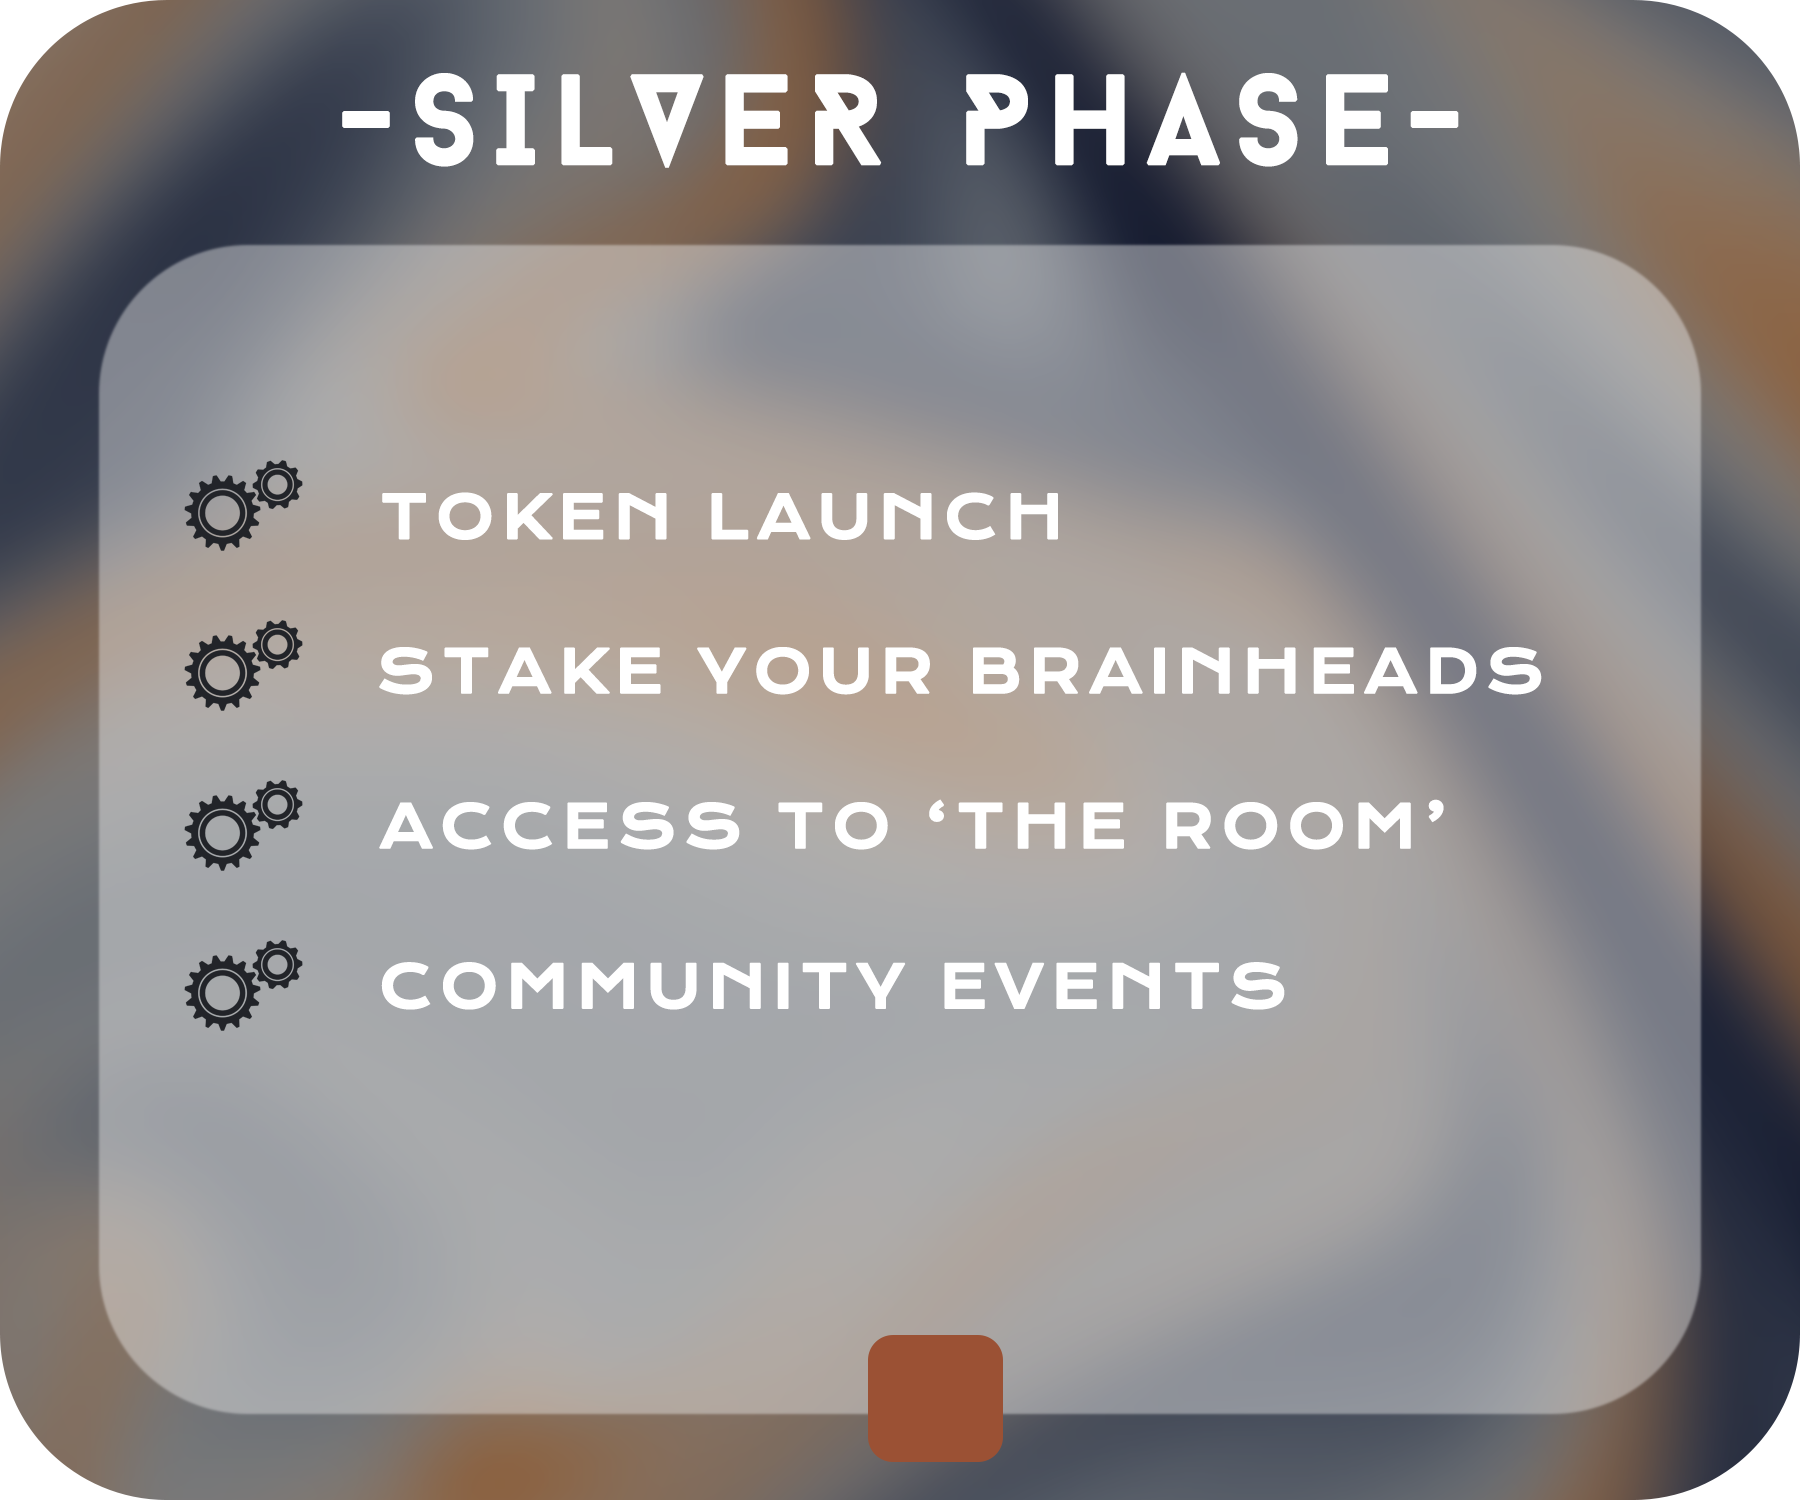 -SILVER PHASE-
TOKEN LAUNCH
STAKE YOUR BRAINHEADS
ACCESS TO ‘THE ROOM’
COMMUNITY EVENTS